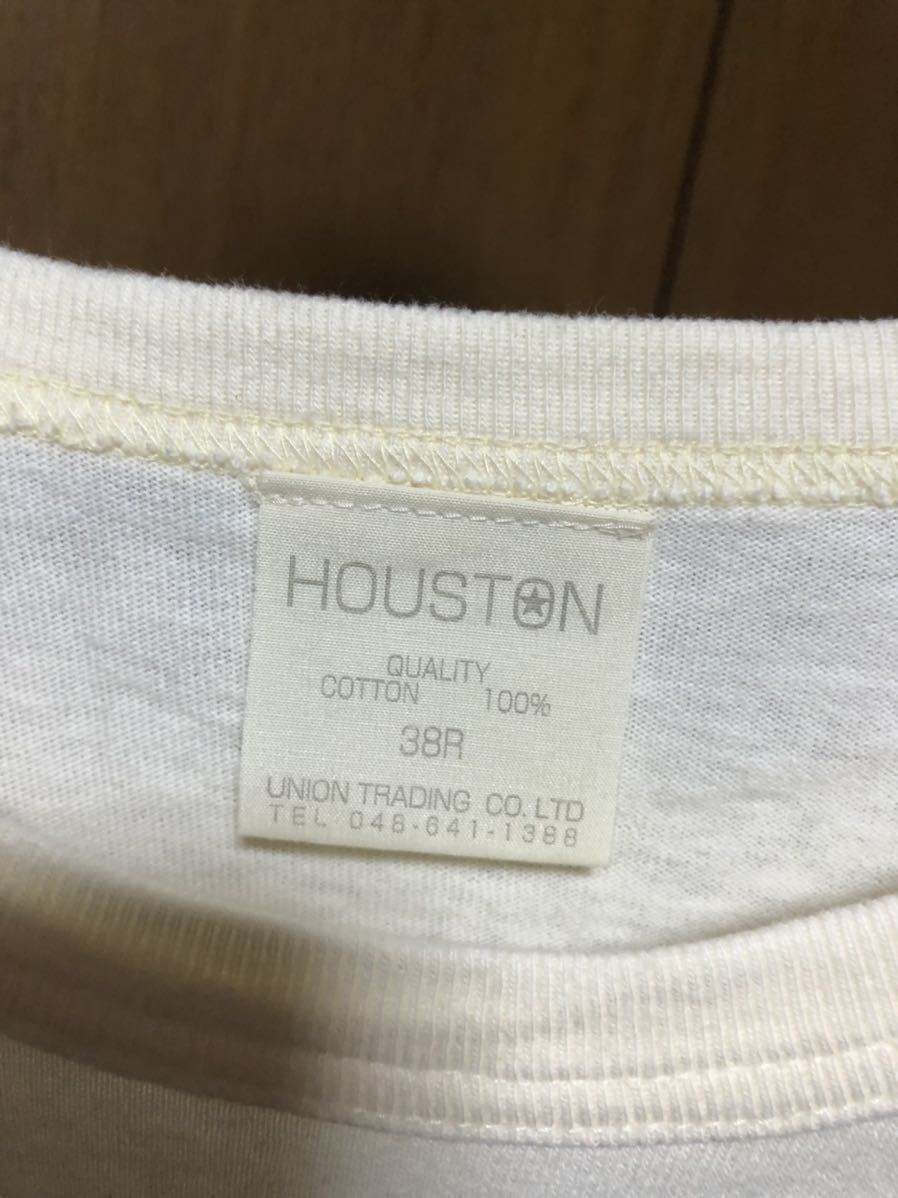 HOUSTON
QUALITY
COTTON 100%
38R
UNION TRADING CO. LTD
TEL 048-641-1388